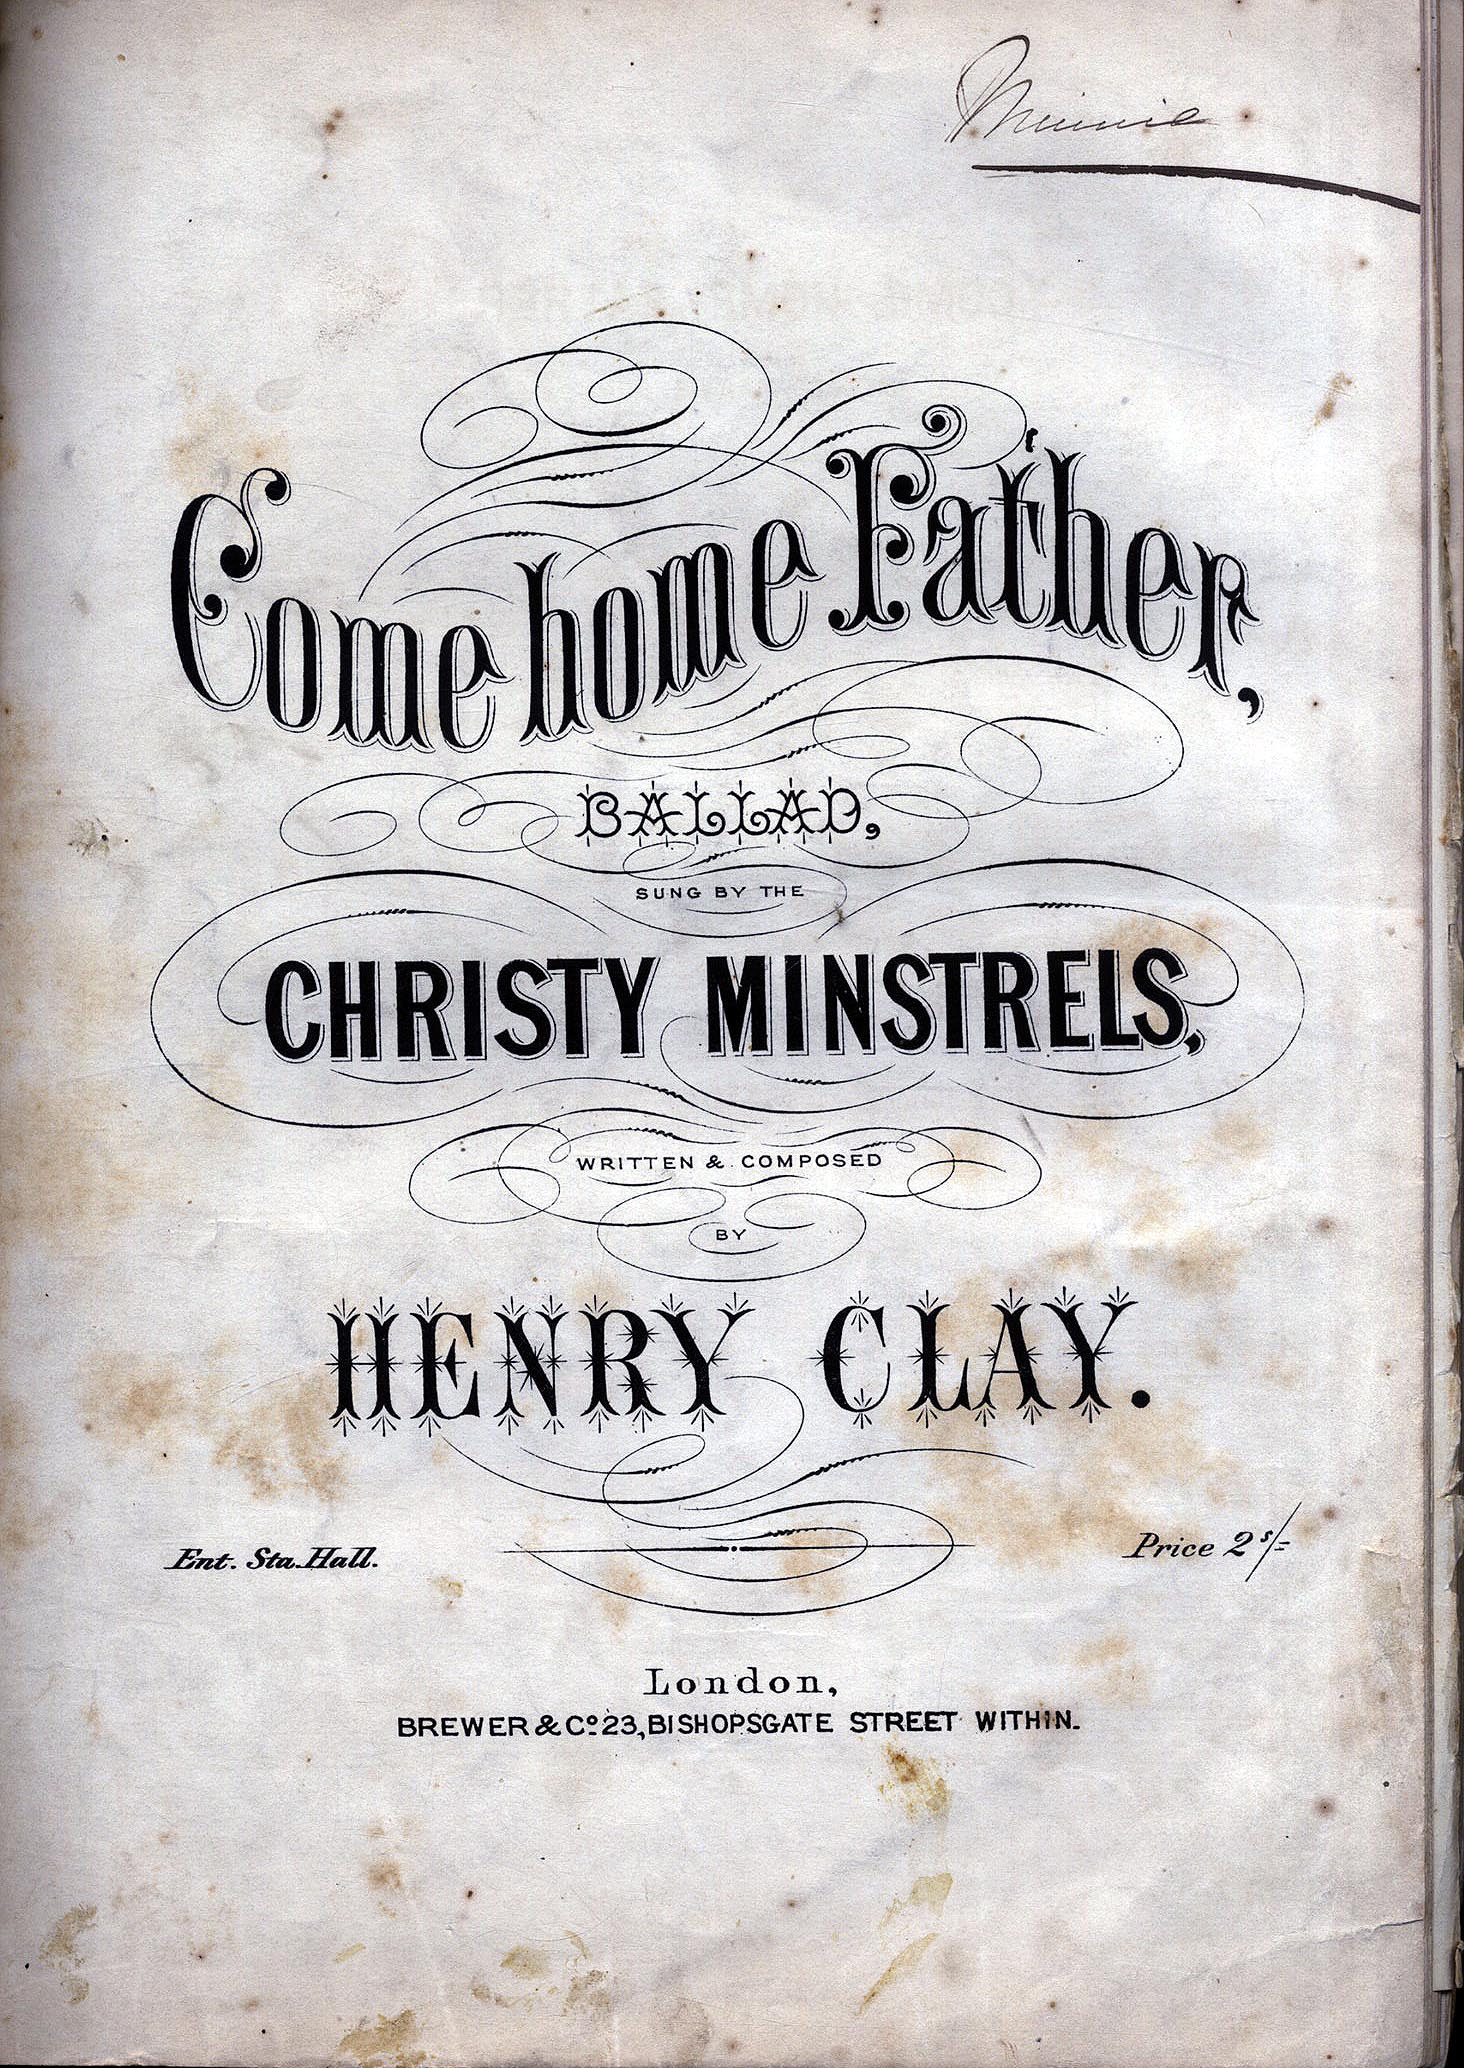 Minnie
Come home Father,
BALLAD,
SUNG BY THE
CHRISTY MINSTRELS,
WRITTEN & COMPOSED
BY
HENRY CLAY.
Ent. Sta. Hall.
Price 2s/=
London,
BREWER & Co. 23, BISHOPSGATE STREET WITHIN.